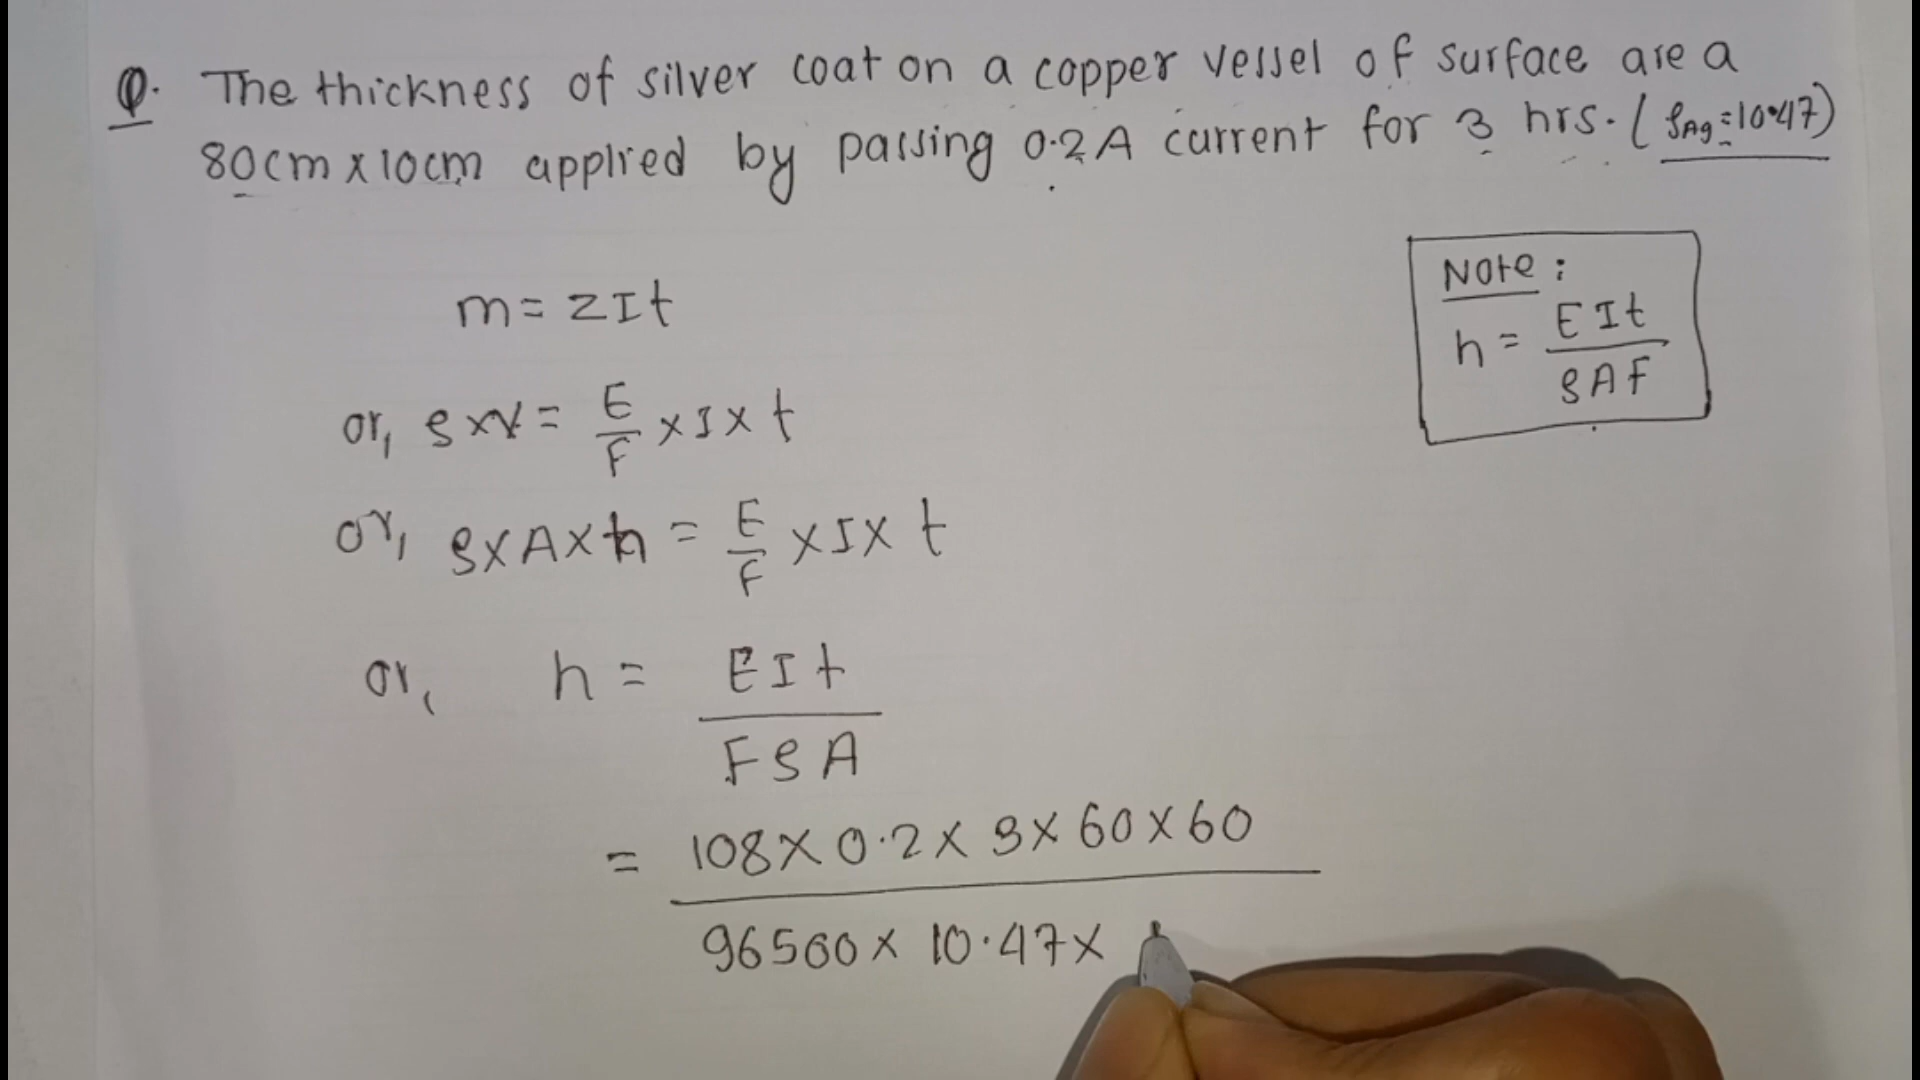 Q. The thickness of silver coat on a copper vessel of surface area
80cm x 10cm applied by passing 0.2A current for 3 hrs. (ρAg = 10.47)
Note:
h = EIt / ρAF
m = ZIt
or, ρ x V = E/F x I x t
or, ρ x A x h = E/F x I x t
or, h = EIt / FρA
= 108 x 0.2 x 3 x 60 x 60
96500 x 10.47 x